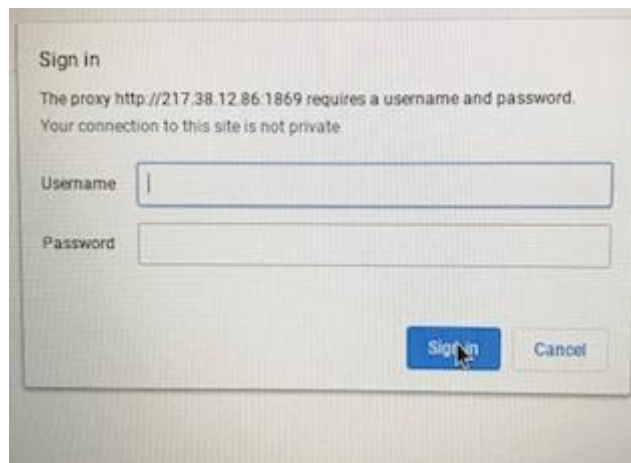 Sign in
The proxy http://217.38.12.86:1869 requires a username and password.
Your connection to this site is not private
Username
Password
Sign in
Cancel